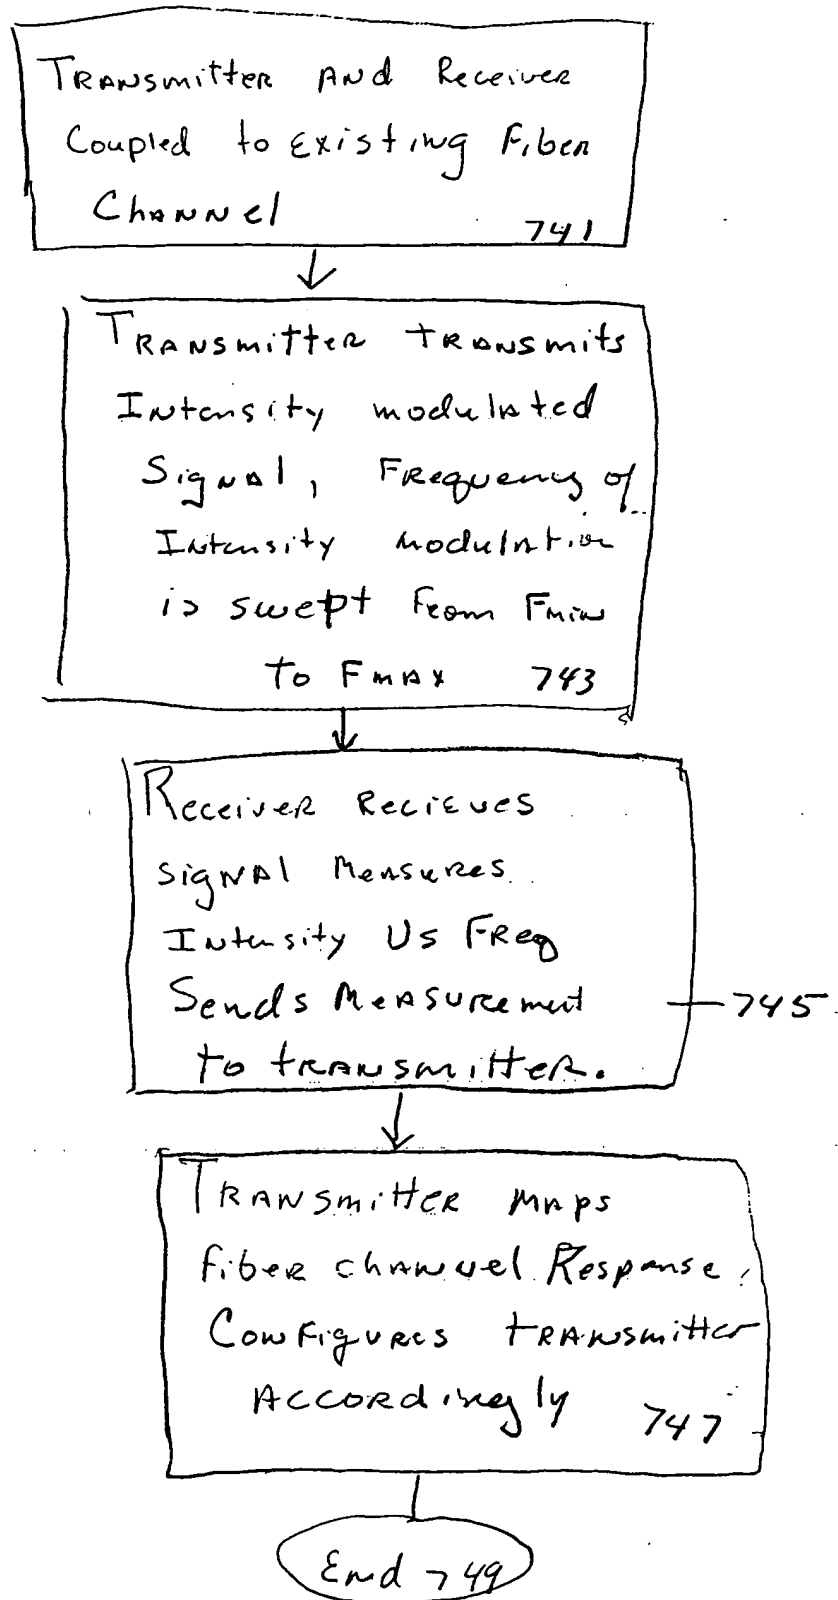 Transmitter and Receiver
Coupled to Existing Fiber
Channel
741
Transmitter transmits
Intensity modulated
Signal, Frequency of
Intensity modulation
is swept from Fmin
to Fmax 743
Receiver Recieves
signal Measures
Intensity Vs Freq
Sends Measurement
to transmitter.
745
Transmitter maps
fiber channel Response,
Configures transmitter
Accordingly
747
End 749